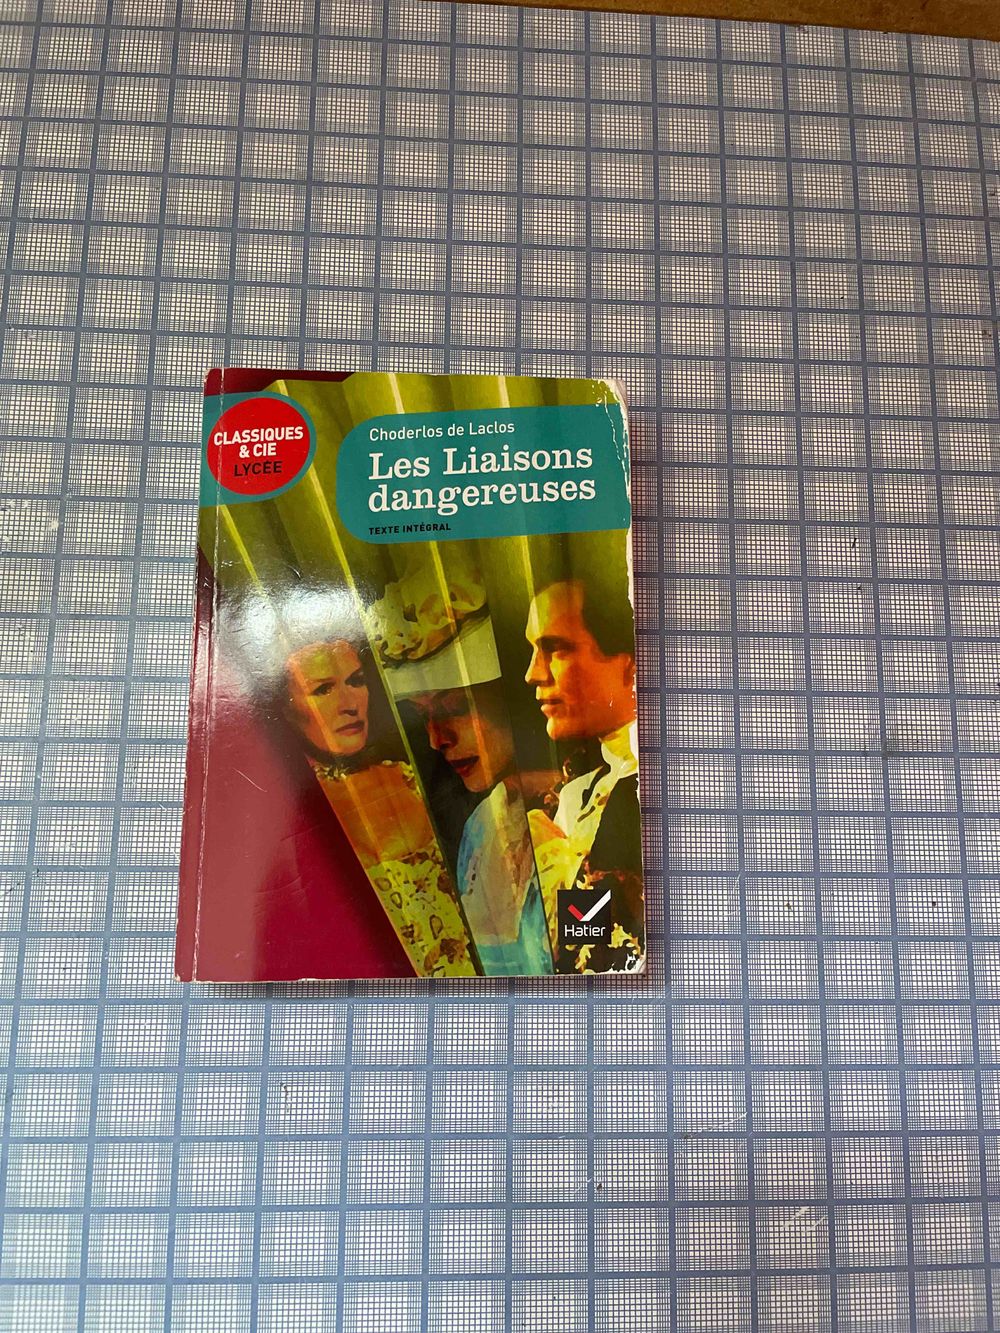 CLASSIQUES
& CIE
LYCÉE
Choderlos de Laclos
Les Liaisons
dangereuses
TEXTE INTÉGRAL
Hatier